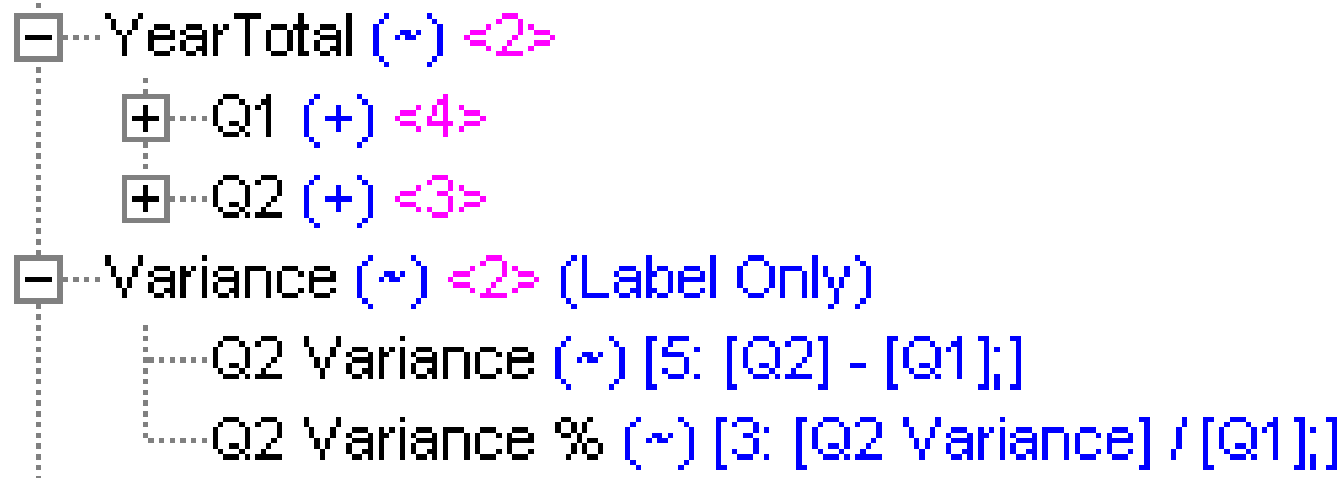 YearTotal (~) <2>
Q1 (+) <4>
Q2 (+) <3>
Variance (~) <2> (Label Only)
Q2 Variance (~) [5: [Q2] - [Q1];]
Q2 Variance % (~) [3: [Q2 Variance] / [Q1];]